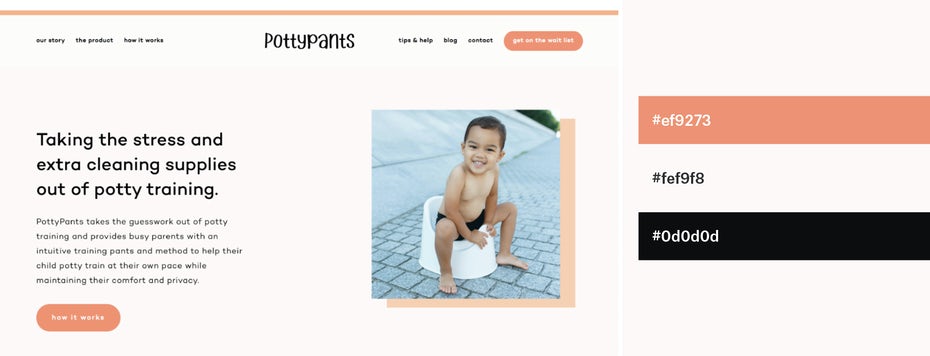 our story the product how it works
PottyPants
tips & help blog contact get on the wait list
Taking the stress and
extra cleaning supplies
out of potty training.
PottyPants takes the guesswork out of potty
training and provides busy parents with an
intuitive training pants and method to help their
child potty train at their own pace while
maintaining their comfort and privacy.
how it works
#ef9273
#fef9f8
#0d0d0d